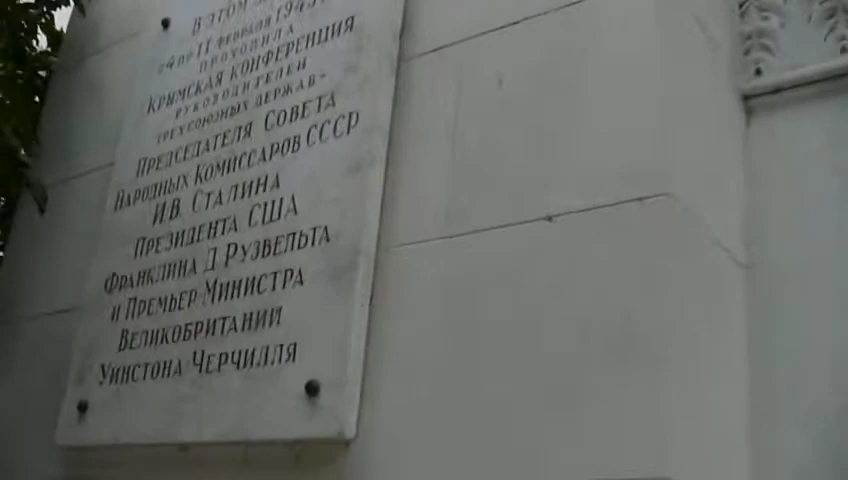 В ЭТОМ
4 ПО 11 ФЕВРАЛЯ 1945
ПРОХОДИЛА
КРЫМСКАЯ КОНФЕРЕНЦИЯ
РУКОВОДИТЕЛЕЙ
ТРЕХ СОЮЗНЫХ ДЕРЖАВ-
ПРЕДСЕДАТЕЛЯ СОВЕТА
НАРОДНЫХ КОМИССАРОВ СССР
И.В. СТАЛИНА
ПРЕЗИДЕНТА США
ФРАНКЛИНА Д. РУЗВЕЛЬТА
И ПРЕМЬЕР-МИНИСТРА
ВЕЛИКОБРИТАНИИ
УИНСТОНА ЧЕРЧИЛЛЯ